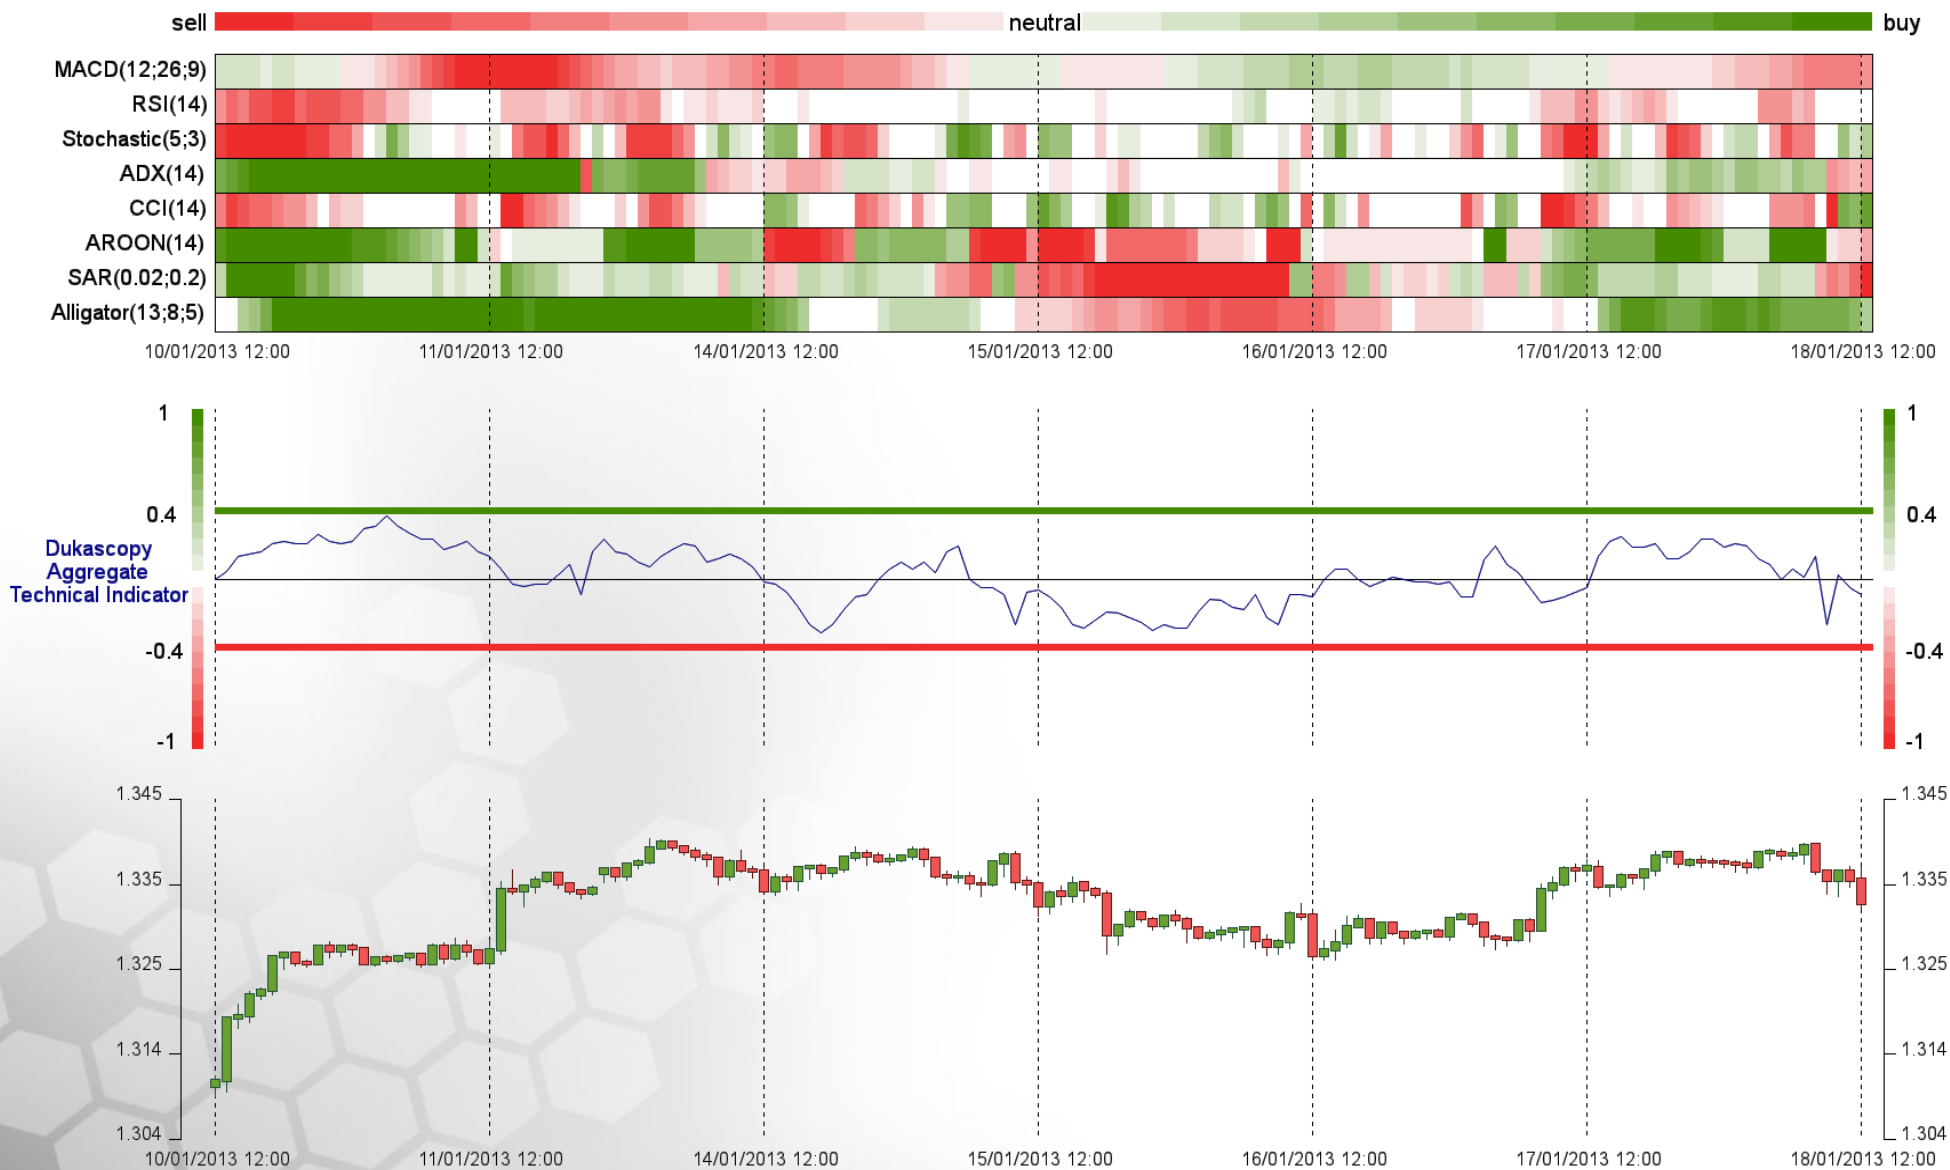 sell neutral buy
MACD(12;26;9)
RSI(14)
Stochastic(5;3)
ADX(14)
CCI(14)
AROON(14)
SAR(0.02;0.2)
Alligator(13;8;5)
10/01/2013 12:00 11/01/2013 12:00 14/01/2013 12:00 15/01/2013 12:00 16/01/2013 12:00 17/01/2013 12:00 18/01/2013 12:00
1 1
0.4 0.4
Dukascopy
Aggregate
Technical Indicator
-0.4 -0.4
-1 -1
1.345 1.345
1.335 1.335
1.325 1.325
1.314 1.314
1.304 1.304
10/01/2013 12:00 11/01/2013 12:00 14/01/2013 12:00 15/01/2013 12:00 16/01/2013 12:00 17/01/2013 12:00 18/01/2013 12:00